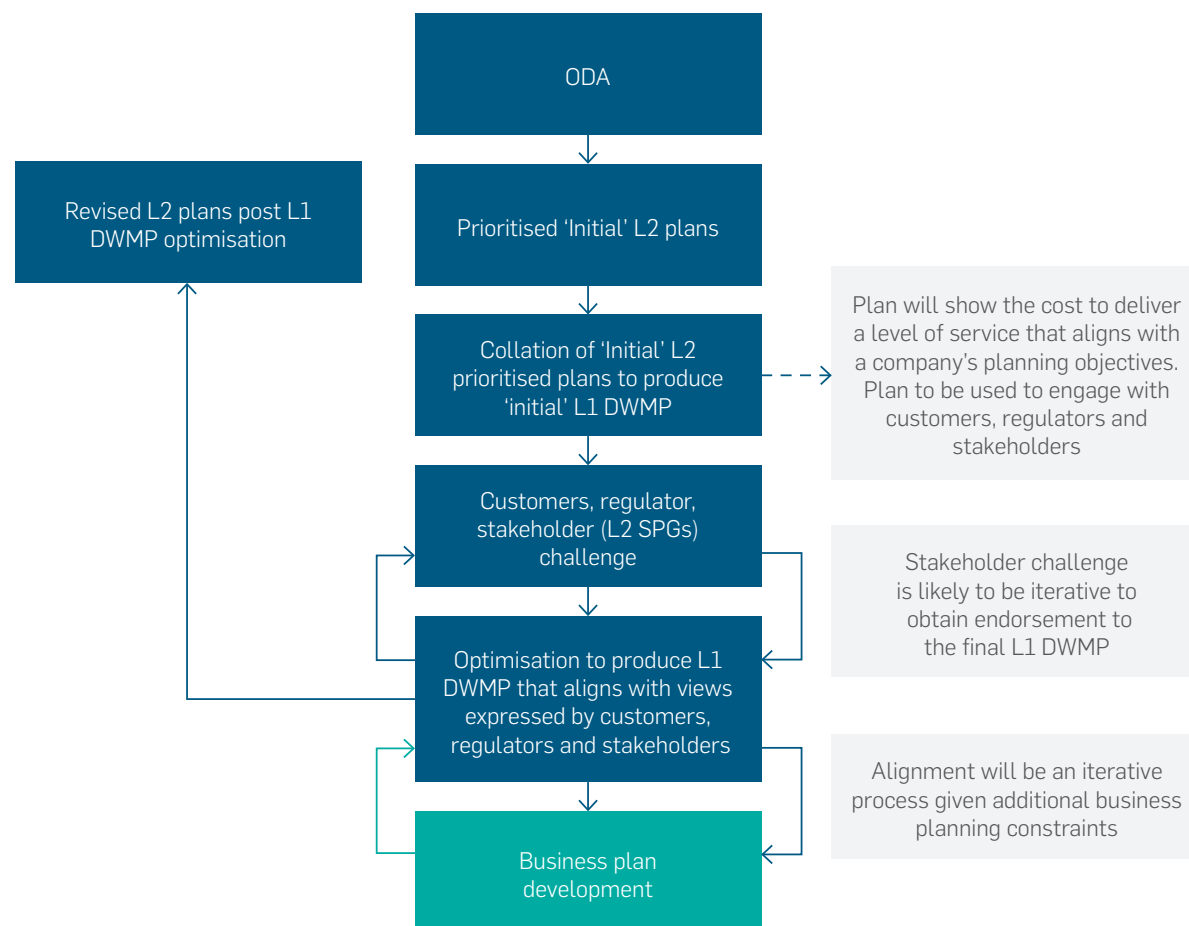 ODA
Revised L2 plans post L1
DWMP optimisation
Prioritised ‘Initial’ L2 plans
Collation of ‘Initial’ L2
prioritised plans to produce
‘initial’ L1 DWMP
Plan will show the cost to deliver
a level of service that aligns with
a company’s planning objectives.
Plan to be used to engage with
customers, regulators and
stakeholders
Customers, regulator,
stakeholder (L2 SPGs)
challenge
Stakeholder challenge
is likely to be iterative to
obtain endorsement to
the final L1 DWMP
Optimisation to produce L1
DWMP that aligns with views
expressed by customers,
regulators and stakeholders
Alignment will be an iterative
process given additional business
planning constraints
Business plan
development